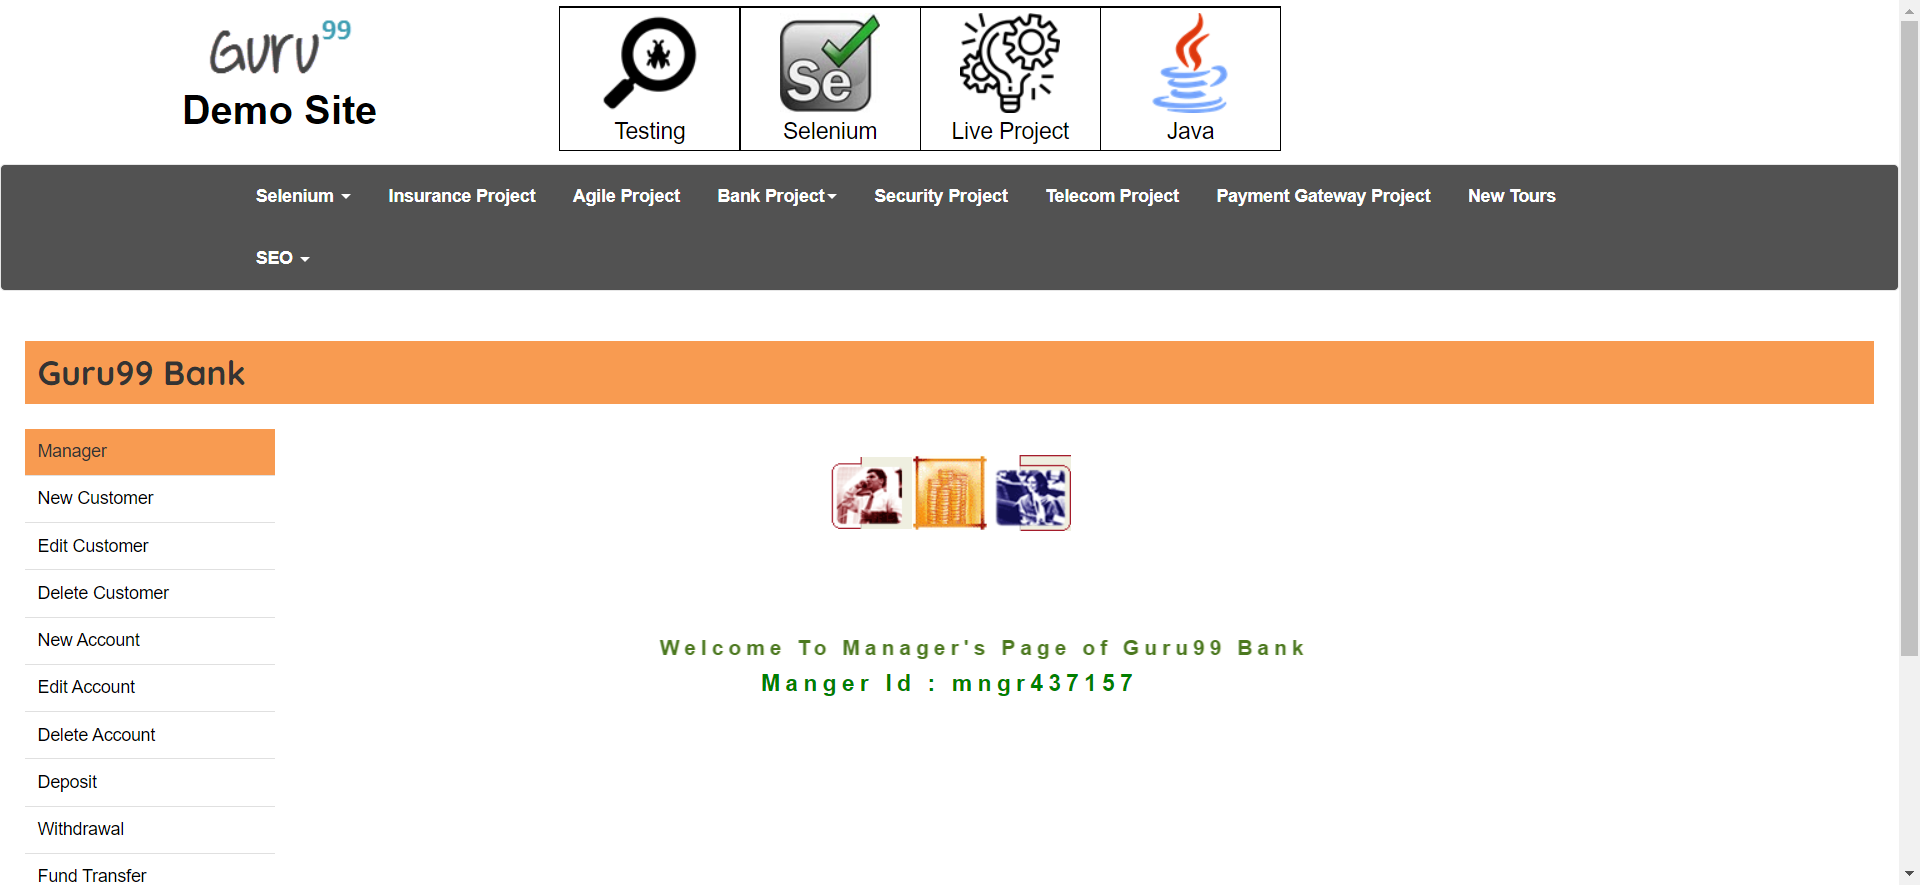 Guru99
Demo Site
Testing
Se
Selenium
Live Project
Java
Selenium
Insurance Project
Agile Project
Bank Project
Security Project
Telecom Project
Payment Gateway Project
New Tours
SEO
Guru99 Bank
Manager
New Customer
Edit Customer
Delete Customer
New Account
Edit Account
Delete Account
Deposit
Withdrawal
Fund Transfer
Welcome To Manager's Page of Guru99 Bank
Manger Id : mngr437157